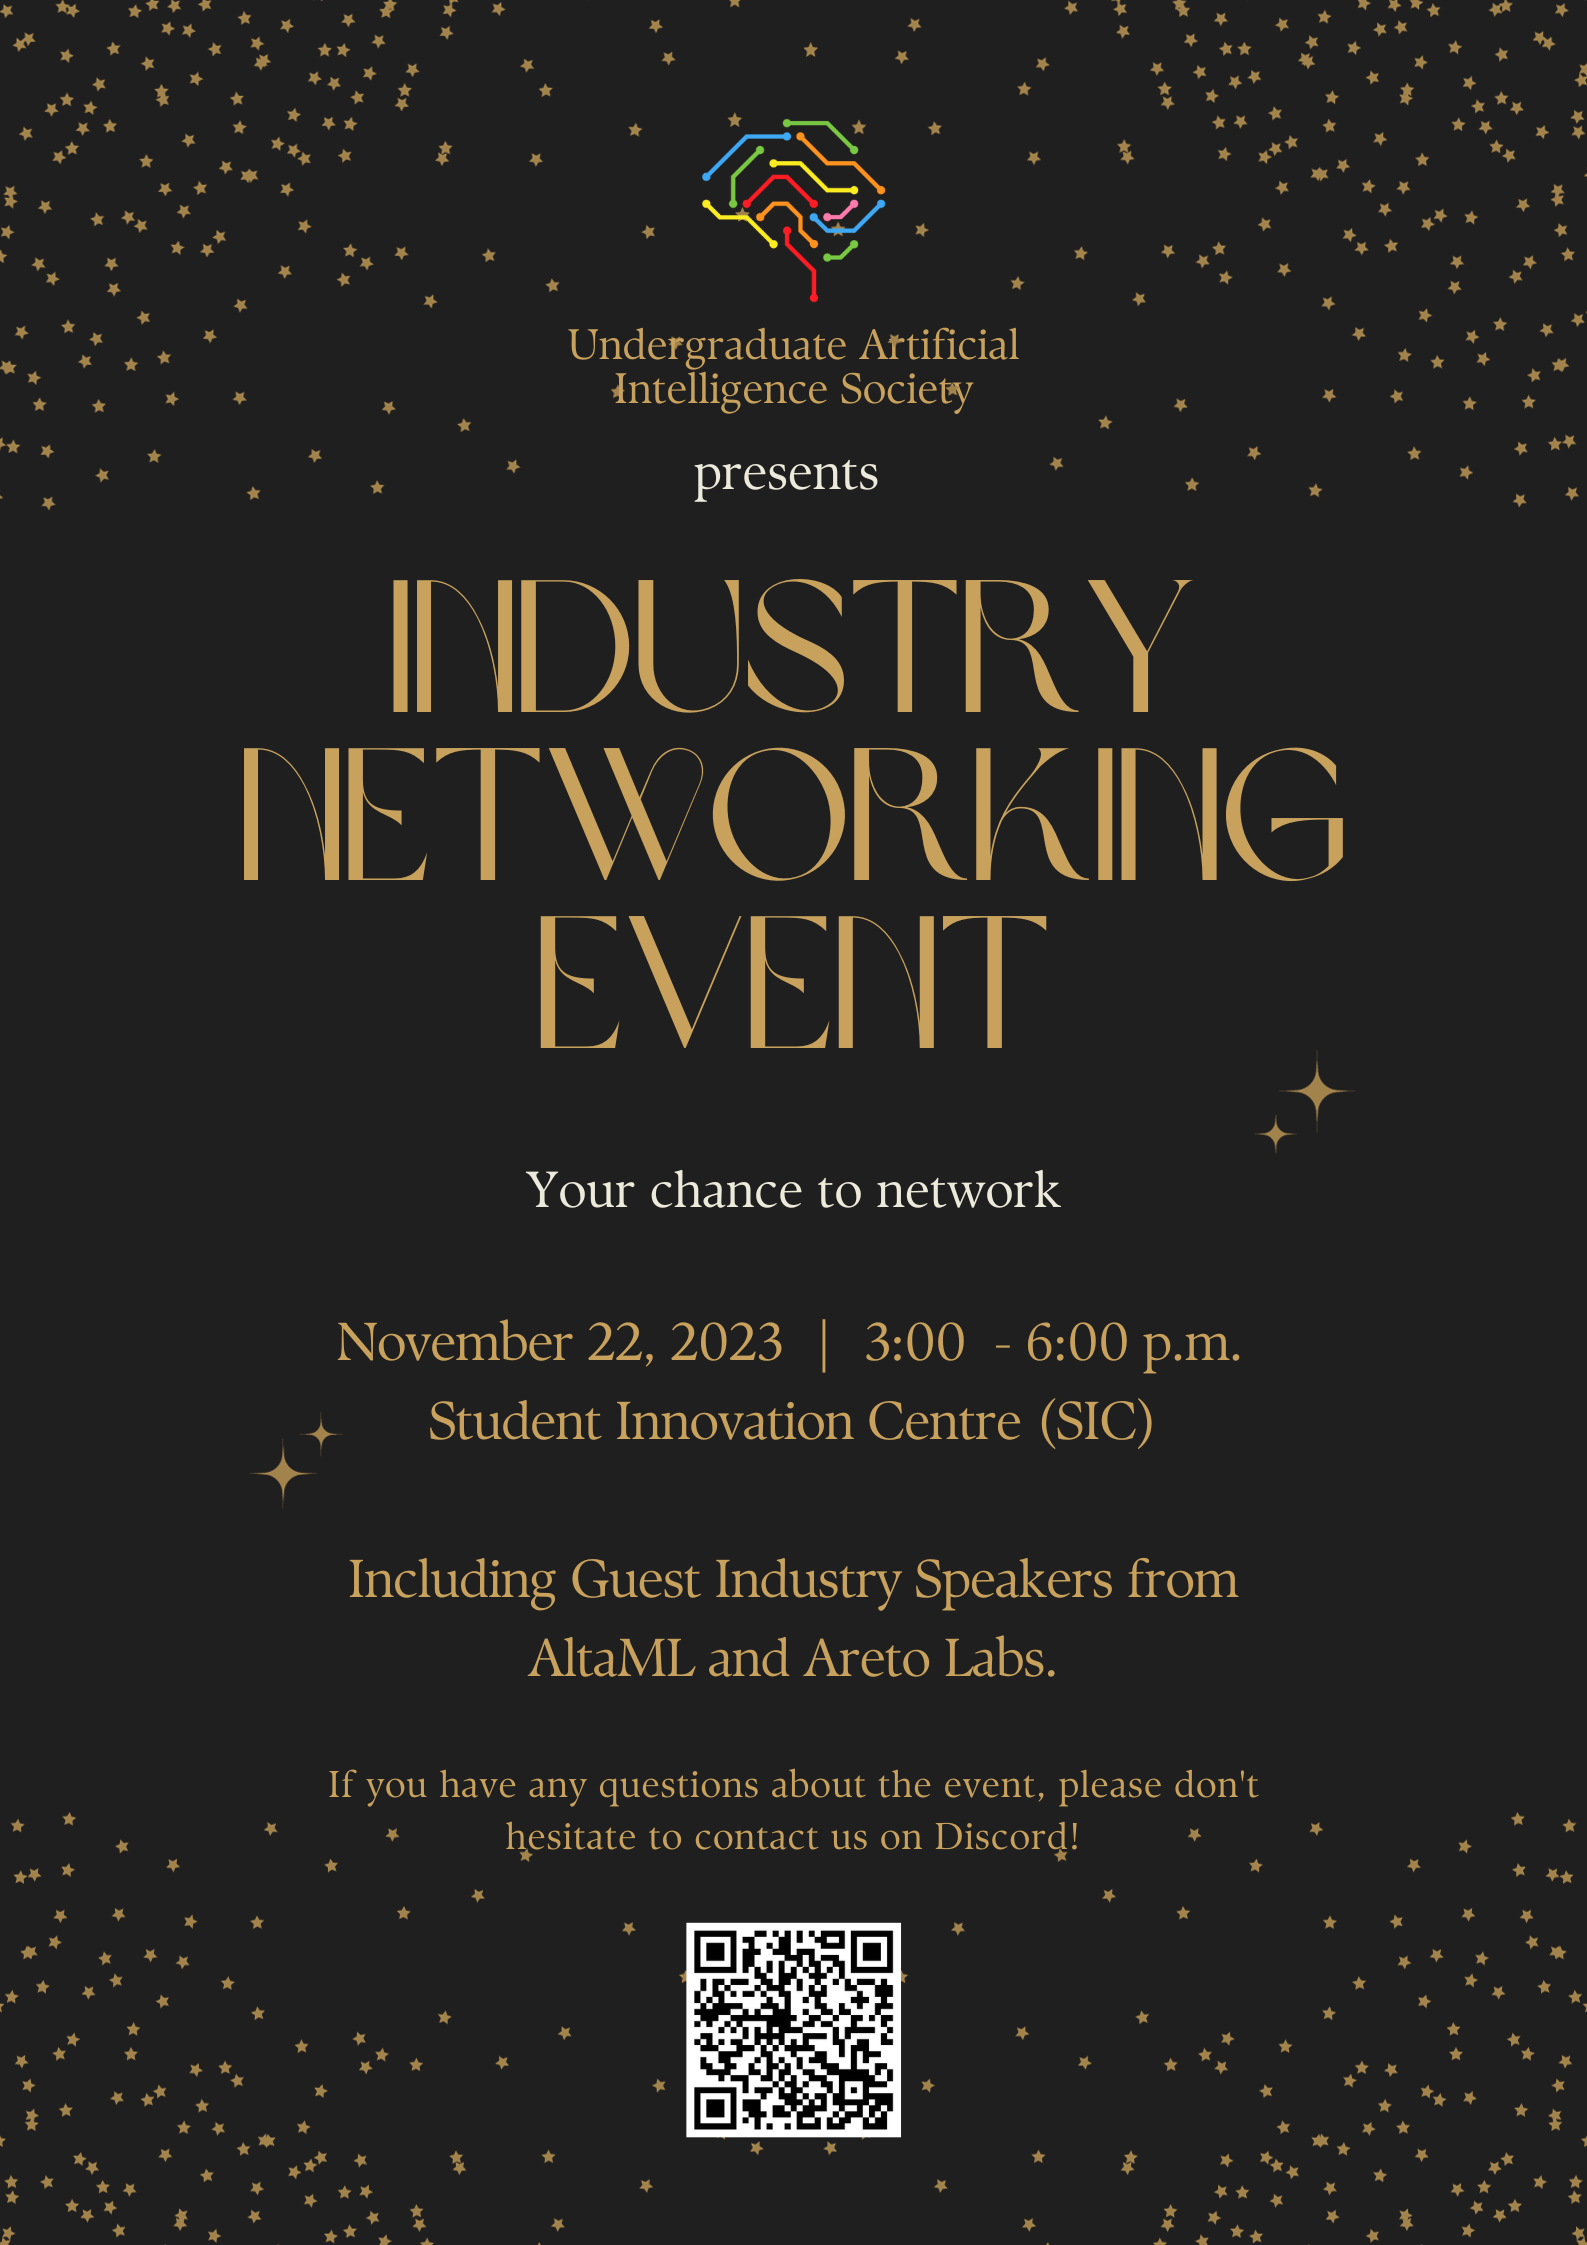 Undergraduate Artificial
Intelligence Society
presents
INDUSTRY
NETWORKING
EVENT
Your chance to network
November 22, 2023 | 3:00 - 6:00 p.m.
Student Innovation Centre (SIC)
Including Guest Industry Speakers from
AltaML and Areto Labs.
If you have any questions about the event, please don't
hesitate to contact us on Discord!